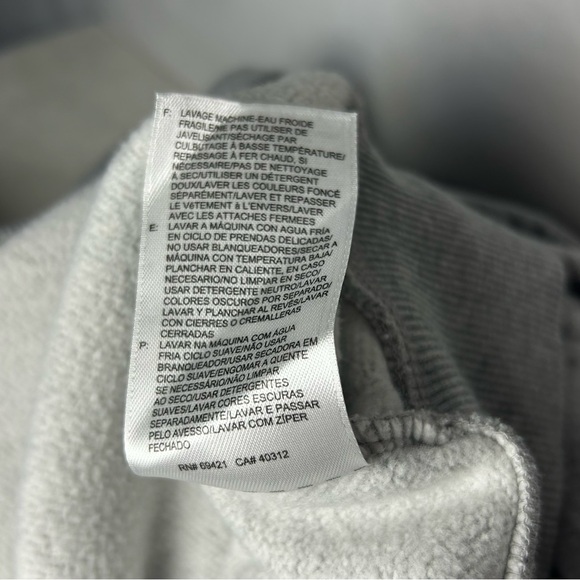 F: LAVAGE MACHINE-EAU FROIDE
FRAGILE/NE PAS UTILISER DE
JAVELISANT/SÉCHAGE PAR
CULBUTAGE À BASSE TEMPÉRATURE/
REPASSAGE À FER CHAUD, SI
NÉCESSAIRE/PAS DE NETTOYAGE
À SEC/UTILISER UN DÉTERGENT
DOUX/LAVER LES COULEURS FONCÉ
SÉPARÉMENT/LAVER ET REPASSER
LE VêTEMENT à L'ENVERS/LAVER
AVEC LES ATTACHES FERMEES
E: LAVAR A MÁQUINA CON AGUA FRÍA
EN CICLO DE PRENDAS DELICADAS/
NO USAR BLANQUEADORES/SECAR A
MÁQUINA CON TEMPERATURA BAJA/
PLANCHAR EN CALIENTE, EN CASO
NECESARIO/NO LIMPIAR EN SECO/
USAR DETERGENTE NEUTRO/LAVAR
COLORES OSCUROS POR SEPARADO/
LAVAR Y PLANCHAR AL REVÉS/LAVAR
CON CIERRES O CREMALLERAS
CERRADAS
P: LAVAR NA MÁQUINA COM ÁGUA
FRIA CICLO SUAVE/NÃO USAR
BRANQUEADOR/USAR SECADORA EM
CICLO SUAVE/ENGOMAR A QUENTE
SE NECESSÁRIO/NÃO LIMPAR
AO SECO/USAR DETERGENTES
SUAVES/LAVAR CORES ESCURAS
SEPARADAMENTE/LAVAR E PASSAR
PELO AVESSO/LAVAR COM ZÍPER
FECHADO
RN# 69421 CA# 40312